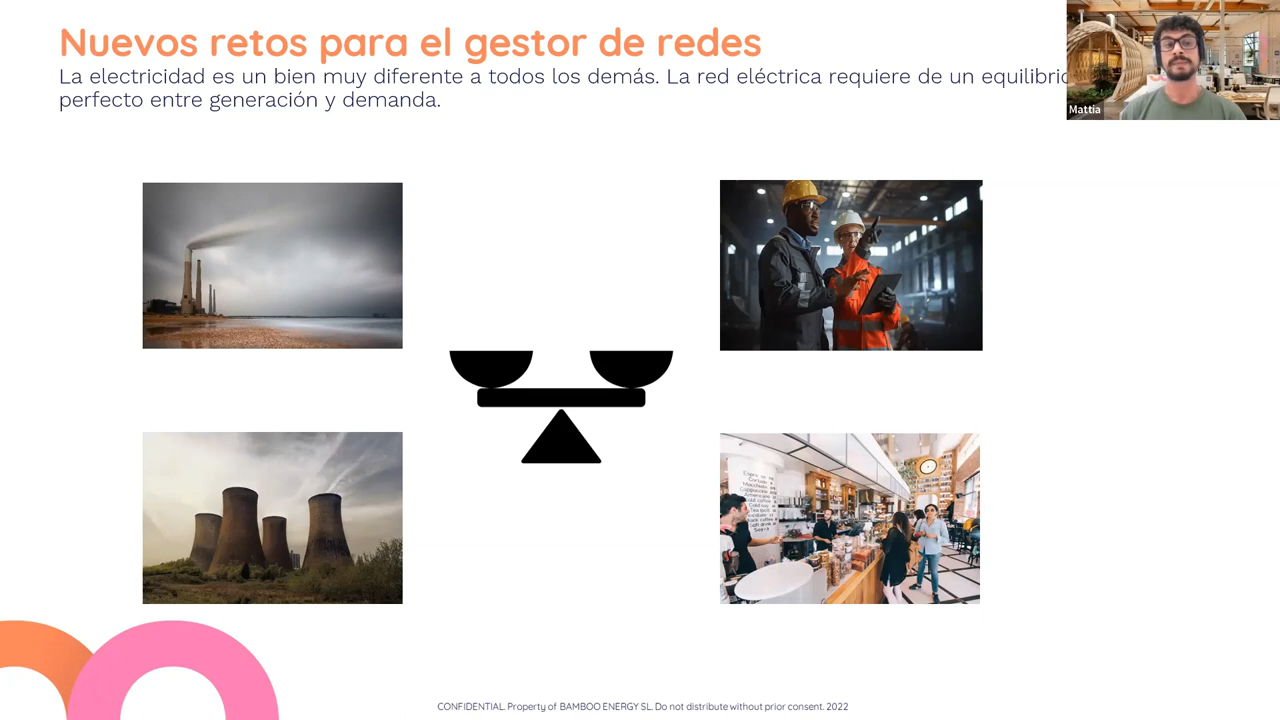 Nuevos retos para el gestor de redes
La electricidad es un bien muy diferente a todos los demás. La red eléctrica requiere de un equilibrio
perfecto entre generación y demanda.
Mattia
CONFIDENTIAL. Property of BAMBOO ENERGY SL. Do not distribute without prior consent. 2022